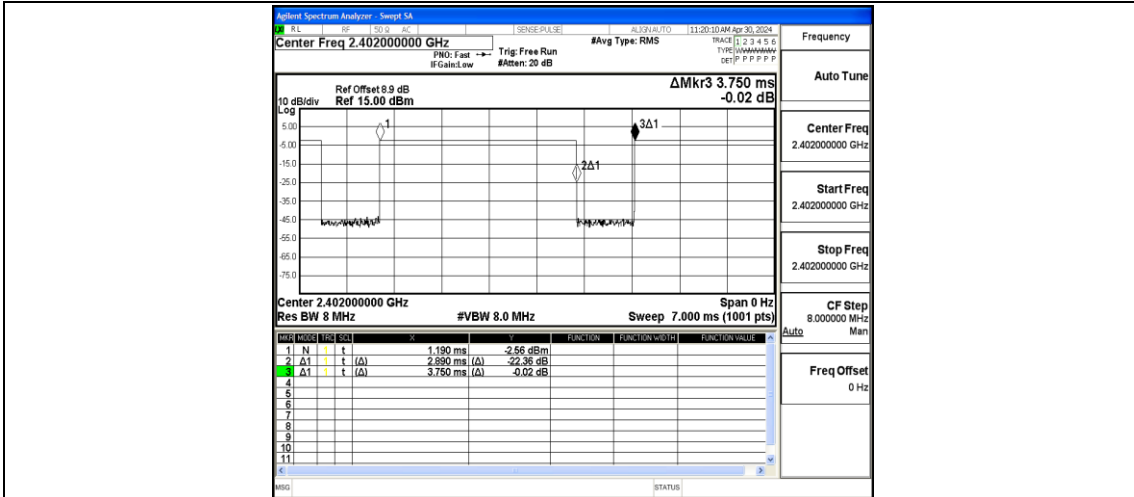 Agilent Spectrum Analyzer - Swept SA
RL RF 50 Ω AC SENSE:PULSE ALIGN AUTO 11:20:10 AM Apr 30, 2024
Center Freq 2.402000000 GHz #Avg Type: RMS TRACE 1 2 3 4 5 6
PNO: Fast Trig: Free Run TYPE WWWWWW
IFGain:Low #Atten: 20 dB DET P P P P P P
Frequency
Auto Tune
Center Freq
2.402000000 GHz
Start Freq
2.402000000 GHz
Stop Freq
2.402000000 GHz
CF Step
8.000000 MHz
Auto Man
Freq Offset
0 Hz
ΔMkr3 3.750 ms
-0.02 dB
Ref Offset 8.9 dB
10 dB/div Ref 15.00 dBm
Log
5.00
-5.00
-15.0
-25.0
-35.0
-45.0
-55.0
-65.0
-75.0
1
2Δ1
3Δ1
Center 2.402000000 GHz Span 0 Hz
Res BW 8 MHz #VBW 8.0 MHz Sweep 7.000 ms (1001 pts)
MKR MODE TRC SCL X Y FUNCTION FUNCTION WIDTH FUNCTION VALUE
1 N 1 t 1.190 ms -2.56 dBm
2 Δ1 1 t (Δ) 2.890 ms (Δ) -22.36 dB
3 Δ1 1 t (Δ) 3.750 ms (Δ) -0.02 dB
4
5
6
7
8
9
10
11
MSG STATUS